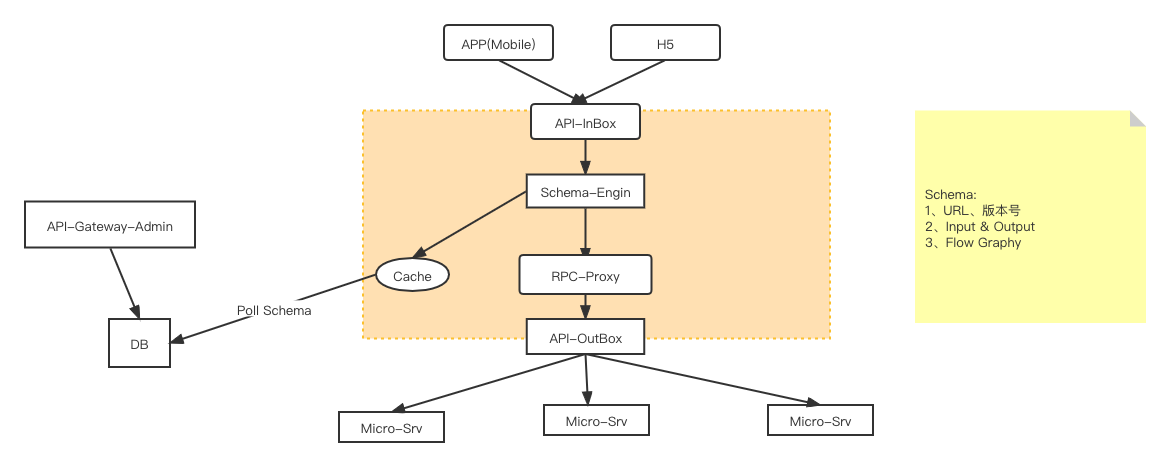 APP(Mobile)
H5
API-InBox
Schema-Engin
API-Gateway-Admin
Cache
RPC-Proxy
Poll Schema
DB
API-OutBox
Micro-Srv
Micro-Srv
Micro-Srv
Schema:
1、URL、版本号
2、Input & Output
3、Flow Graphy